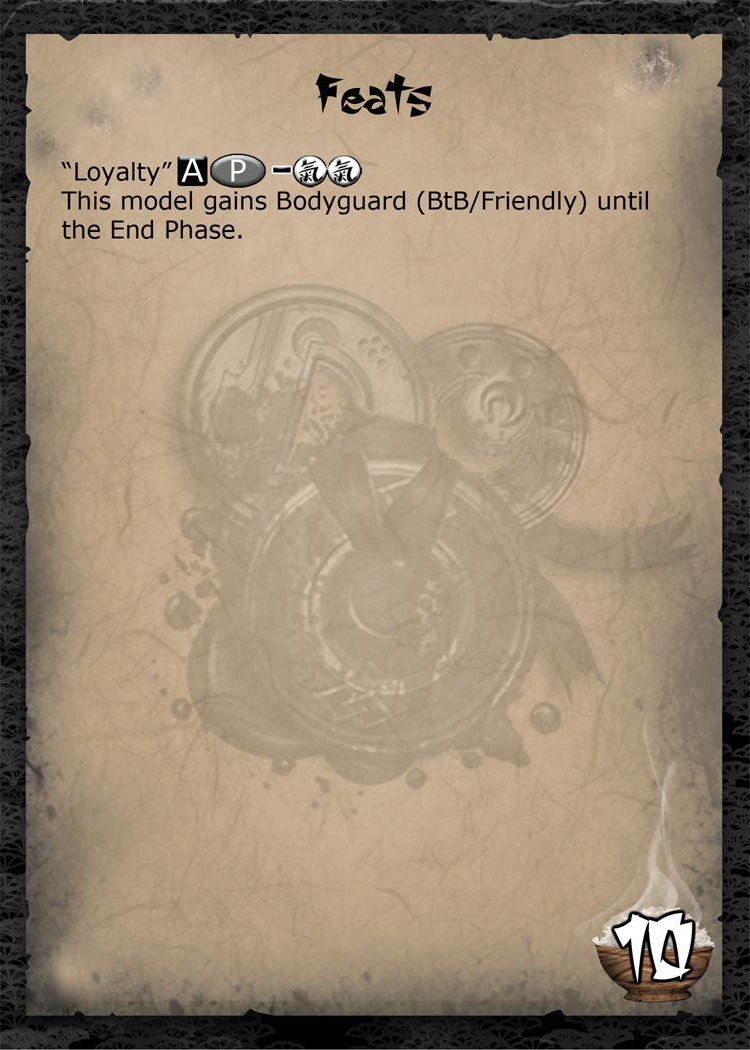 Feats
“Loyalty” A P -氣氣
This model gains Bodyguard (BtB/Friendly) until
the End Phase.
10